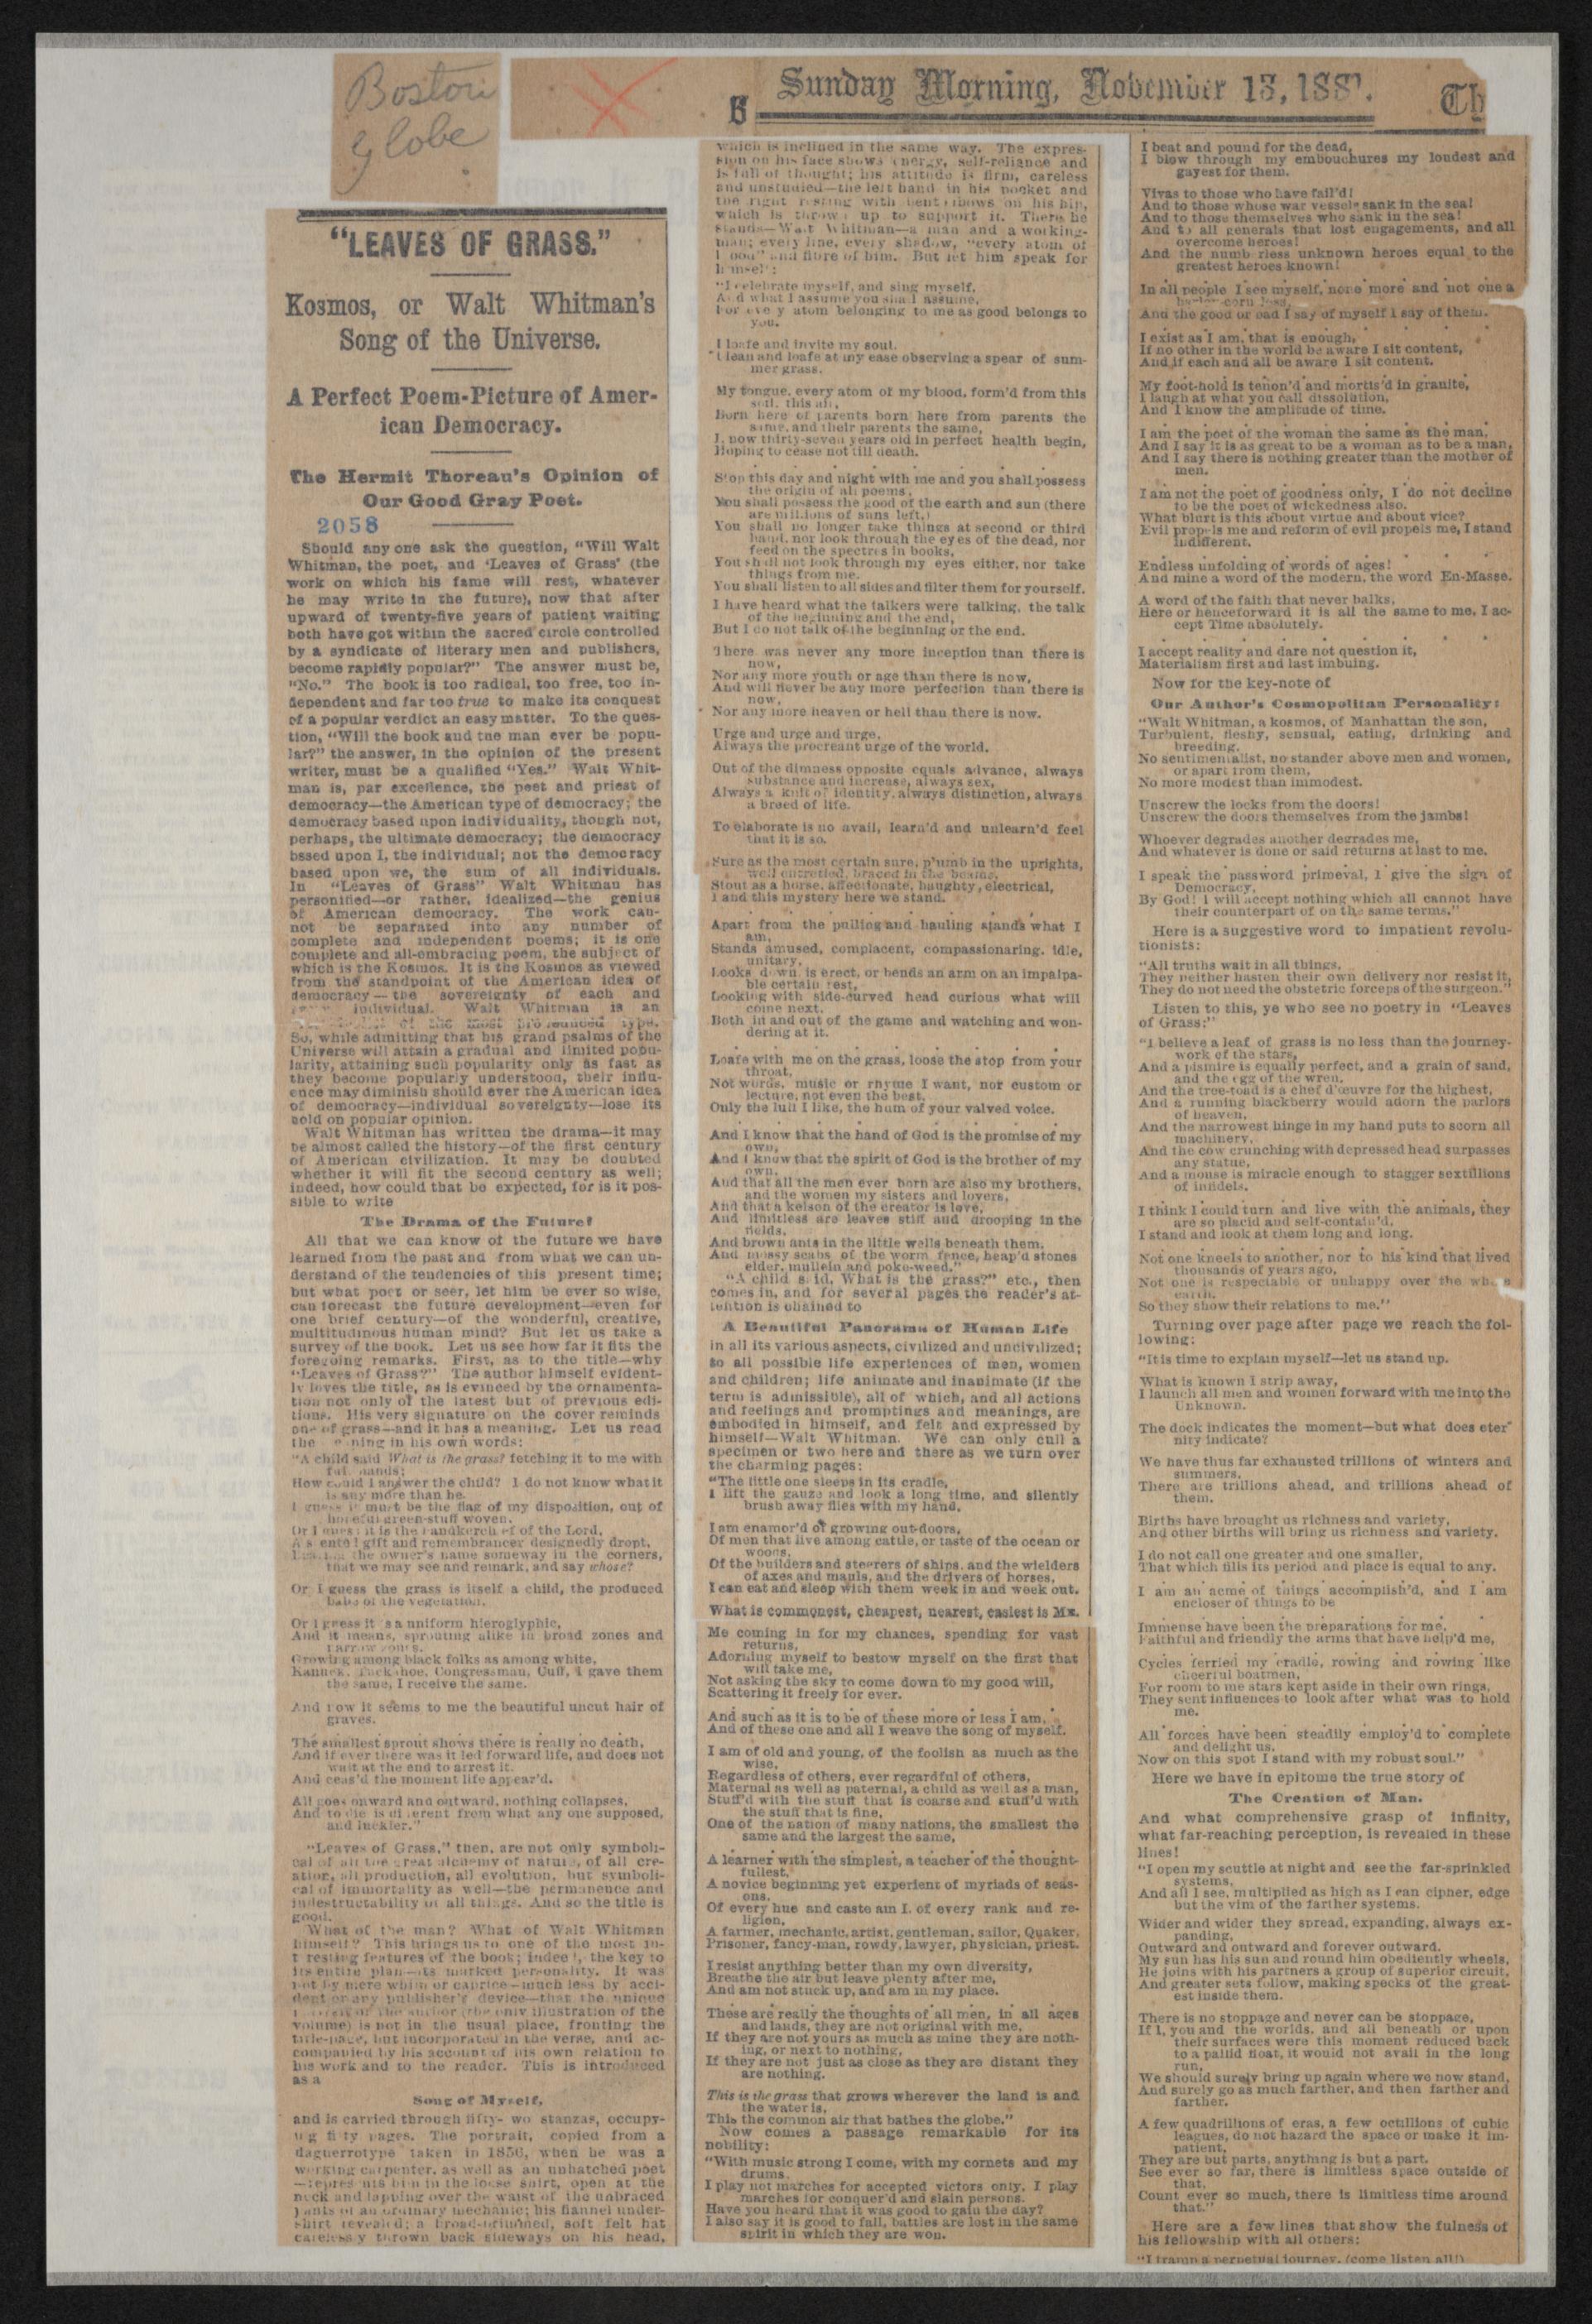 Boston
Globe
6 Sunday Morning, November 13, 1881. Th
"LEAVES OF GRASS."
Kosmos, or Walt Whitman's
Song of the Universe.
A Perfect Poem-Picture of Amer-
ican Democracy.
The Hermit Thoreau's Opinion of
Our Good Gray Poet.
2058
Should any one ask the question, "Will Walt
Whitman, the poet, and 'Leaves of Grass' (the
work on which his fame will rest, whatever
he may write in the future), now that after
upward of twenty-five years of patient waiting
both have got within the sacred circle controlled
by a syndicate of literary men and publishers,
become rapidly popular?" The answer must be,
"No." The book is too radical, too free, too in-
dependent and far too true to make its conquest
of a popular verdict an easy matter. To the ques-
tion, "Will the book and the man ever be popu-
lar?" the answer, in the opinion of the present
writer, must be a qualified "Yes." Walt Whit-
man is, par excellence, the poet and priest of
democracy—the American type of democracy; the
democracy based upon individuality, though not,
perhaps, the ultimate democracy; the democracy
based upon I, the individual; not the democracy
based upon we, the sum of all individuals.
In "Leaves of Grass" Walt Whitman has
personified—or rather, idealized—the genius
of American democracy. The work can-
not be separated into any number of
complete and independent poems; it is one
complete and all-embracing poem, the subject of
which is the Kosmos. It is the Kosmos as viewed
from the standpoint of the American idea of
democracy—the sovereignty of each and
individual. Walt Whitman is an
of the most pronounced type.
So, while admitting that his grand psalms of the
Universe will attain a gradual and limited popu-
larity, attaining such popularity only as fast as
they become popularly understood, their influ-
ence may diminish should ever the American idea
of democracy—individual sovereignty—lose its
hold on popular opinion.
Walt Whitman has written the drama—it may
be almost called the history—of the first century
of American civilization. It may be doubted
whether it will fit the second century as well;
indeed, how could that be expected, for is it pos-
sible to write
The Drama of the Future?
All that we can know of the future we have
learned from the past and from what we can un-
derstand of the tendencies of this present time;
but what poet or seer, let him be ever so wise,
can forecast the future development—even for
one brief century—of the wonderful, creative,
multitudinous human mind? But let us take a
survey of the book. Let us see how far it fits the
foregoing remarks. First, as to the title—why
"Leaves of Grass?" The author himself evident-
ly loves the title, as is evinced by the ornamenta-
tion not only of the latest but of previous edi-
tions. His very signature on the cover reminds
one of grass—and it has a meaning. Let us read
the meaning in his own words:
"A child said What is the grass? fetching it to me with
full hands;
How could I answer the child? I do not know what it
is any more than he.
I guess it must be the flag of my disposition, out of
hopeful green-stuff woven.
Or I guess it is the handkerchief of the Lord,
A scented gift and remembrancer designedly dropt,
Bearing the owner's name someway in the corners,
that we may see and remark, and say whose?
Or I guess the grass is itself a child, the produced
babe of the vegetation.
Or I guess it is a uniform hieroglyphic,
And it means, sprouting alike in broad zones and
narrow zones,
Growing among black folks as among white,
Kanuck, Tuckahoe, Congressman, Cuff, I gave them
the same, I receive the same.
And now it seems to me the beautiful uncut hair of
graves.
The smallest sprout shows there is really no death,
And if ever there was it led forward life, and does not
wait at the end to arrest it.
And ceas'd the moment life appear'd.
All goes onward and outward, nothing collapses,
And to die is different from what any one supposed,
and luckier."
"Leaves of Grass," then, are not only symboli-
cal of all the great alchemy of nature, of all cre-
ation, all production, all evolution, but symboli-
cal of immortality as well—the permanence and
indestructability of all things. And so the title is
good.
What of the man? What of Walt Whitman
himself? This brings us to one of the most in-
teresting features of the book; indeed, the key to
its entire plan—its marked personality. It was
not by mere whim or caprice—much less by acci-
dent or any publisher's device—that the unique
portrait of the author (the only illustration of the
volume) is not in the usual place, fronting the
title-page, but incorporated in the verse, and ac-
companied by his account of his own relation to
his work and to the reader. This is introduced
as a
Song of Myself,
and is carried through fifty-two stanzas, occupy-
ing fifty pages. The portrait, copied from a
daguerrotype taken in 1856, when he was a
working carpenter, as well as an unhatched poet
—represents him in the loose shirt, open at the
neck and lapping over the waist of the unbraced
pants of an ordinary mechanic; his flannel under-
shirt revealed; a broad-brimmed, soft felt hat
carelessly thrown back sideways on his head,
which is inclined in the same way. The expres-
sion on his face shows energy, self-reliance and
is full of thought; his attitude is firm, careless
and unstudied—the left hand in his pocket and
the right resting with bent elbows on his hip,
which is thrown up to support it. There he
stands—Walt Whitman—a man and a working-
man; every line, every shadow, "every atom of
blood" and fibre of him. But let him speak for
himself:
"I celebrate myself, and sing myself,
And what I assume you shall assume,
For every atom belonging to me as good belongs to
you.
I loafe and invite my soul.
I lean and loafe at my ease observing a spear of sum-
mer grass.
My tongue, every atom of my blood, form'd from this
soil, this air,
Born here of parents born here from parents the
same, and their parents the same,
I, now thirty-seven years old in perfect health begin,
Hoping to cease not till death.
Stop this day and night with me and you shall possess
the origin of all poems,
You shall possess the good of the earth and sun (there
are millions of suns left,)
You shall no longer take things at second or third
hand, nor look through the eyes of the dead, nor
feed on the spectres in books,
You shall not look through my eyes either, nor take
things from me.
You shall listen to all sides and filter them for yourself.
I have heard what the talkers were talking, the talk
of the beginning and the end,
But I do not talk of the beginning or the end.
There was never any more inception than there is
now,
Nor any more youth or age than there is now,
And will never be any more perfection than there is
now,
Nor any more heaven or hell than there is now.
Urge and urge and urge,
Always the procreant urge of the world.
Out of the dimness opposite equals advance, always
substance and increase, always sex,
Always a knit of identity, always distinction, always
a breed of life.
To elaborate is no avail, learn'd and unlearn'd feel
that it is so.
Sure as the most certain sure, plumb in the uprights,
well entretied, braced in the beams,
Stout as a horse, affectionate, haughty, electrical,
I and this mystery here we stand.
Apart from the pulling and hauling stands what I
am,
Stands amused, complacent, compassionaring, idle,
unitary,
Looks down, is erect, or bends an arm on an impalpa-
ble certain rest,
Looking with side-curved head curious what will
come next.
Both in and out of the game and watching and won-
dering at it.
Loafe with me on the grass, loose the stop from your
throat,
Not words, music or rhyme I want, not custom or
lecture, not even the best,
Only the lull I like, the hum of your valved voice.
And I know that the hand of God is the promise of my
own,
And I know that the spirit of God is the brother of my
own,
And that all the men ever born are also my brothers,
and the women my sisters and lovers,
And that a kelson of the creator is love,
And limitless are leaves stiff and drooping in the
fields,
And brown ants in the little wells beneath them,
And mossy scabs of the worm fence, heap'd stones
elder, mullein and poke-weed."
"A child said, What is the grass?" etc., then
comes in, and for several pages the reader's at-
tention is chained to
A Beautiful Panorama of Human Life
in all its various aspects, civilized and uncivilized;
to all possible life experiences of men, women
and children; life animate and inanimate (if the
term is admissible), all of which, and all actions
and feelings and promptings and meanings, are
embodied in himself, and felt and expressed by
himself—Walt Whitman. We can only cull a
specimen or two here and there as we turn over
the charming pages:
"The little one sleeps in its cradle,
I lift the gauze and look a long time, and silently
brush away flies with my hand.
I am enamor'd of growing out-doors,
Of men that live among cattle, or taste of the ocean or
woods,
Of the builders and steerers of ships, and the wielders
of axes and mauls, and the drivers of horses,
I can eat and sleep with them week in and week out.
What is commonest, cheapest, nearest, easiest is Me.
Me coming in for my chances, spending for vast
returns,
Adorning myself to bestow myself on the first that
will take me,
Not asking the sky to come down to my good will,
Scattering it freely for ever.
And such as it is to be of these more or less I am,
And of these one and all I weave the song of myself.
I am of old and young, of the foolish as much as the
wise,
Regardless of others, ever regardful of others,
Maternal as well as paternal, a child as well as a man,
Stuff'd with the stuff that is coarse and stuff'd with
the stuff that is fine,
One of the nation of many nations, the smallest the
same and the largest the same,
A learner with the simplest, a teacher of the thought-
fullest,
A novice beginning yet experient of myriads of seas-
ons.
Of every hue and caste am I, of every rank and re-
ligion,
A farmer, mechanic, artist, gentleman, sailor, Quaker,
Prisoner, fancy-man, rowdy, lawyer, physician, priest.
I resist anything better than my own diversity,
Breathe the air but leave plenty after me,
And am not stuck up, and am in my place.
These are really the thoughts of all men, in all ages
and lands, they are not original with me,
If they are not yours as much as mine they are noth-
ing, or next to nothing,
If they are not just as close as they are distant they
are nothing.
This is the grass that grows wherever the land is and
the water is,
This the common air that bathes the globe."
Now comes a passage remarkable for its
nobility:
"With music strong I come, with my cornets and my
drums.
I play not marches for accepted victors only, I play
marches for conquer'd and slain persons.
Have you heard that it was good to gain the day?
I also say it is good to fall, battles are lost in the same
spirit in which they are won.
I beat and pound for the dead,
I blow through my embouchures my loudest and
gayest for them.
Vivas to those who have fail'd!
And to those whose war vessels sank in the sea!
And to those themselves who sank in the sea!
And to all generals that lost engagements, and all
overcome heroes!
And the numberless unknown heroes equal to the
greatest heroes known!
In all people I see myself, none more and not one a
barley-corn less,
And the good or bad I say of myself I say of them.
I exist as I am, that is enough,
If no other in the world be aware I sit content,
And if each and all be aware I sit content.
My foot-hold is tenon'd and mortis'd in granite,
I laugh at what you call dissolution,
And I know the amplitude of time.
I am the poet of the woman the same as the man,
And I say it is as great to be a woman as to be a man,
And I say there is nothing greater than the mother of
men.
I am not the poet of goodness only, I do not decline
to be the poet of wickedness also.
What blurt is this about virtue and about vice?
Evil propels me and reform of evil propels me, I stand
indifferent.
Endless unfolding of words of ages!
And mine a word of the modern, the word En-Masse.
A word of the faith that never balks,
Here or henceforward it is all the same to me, I ac-
cept Time absolutely.
I accept reality and dare not question it,
Materialism first and last imbuing.
Now for the key-note of
Our Author's Cosmopolitan Personality:
"Walt Whitman, a kosmos, of Manhattan the son,
Turbulent, fleshy, sensual, eating, drinking and
breeding,
No sentimentalist, no stander above men and women,
or apart from them,
No more modest than immodest.
Unscrew the locks from the doors!
Unscrew the doors themselves from the jambs!
Whoever degrades another degrades me,
And whatever is done or said returns at last to me.
I speak the password primeval, I give the sign of
Democracy,
By God! I will accept nothing which all cannot have
their counterpart of on the same terms."
Here is a suggestive word to impatient revolu-
tionists:
"All truths wait in all things,
They neither hasten their own delivery nor resist it,
They do not need the obstetric forceps of the surgeon."
Listen to this, ye who see no poetry in "Leaves
of Grass:"
"I believe a leaf of grass is no less than the journey-
work of the stars,
And a pismire is equally perfect, and a grain of sand,
and the egg of the wren,
And the tree-toad is a chef d'œuvre for the highest,
And a running blackberry would adorn the parlors
of heaven,
And the narrowest hinge in my hand puts to scorn all
machinery,
And the cow crunching with depressed head surpasses
any statue,
And a mouse is miracle enough to stagger sextillions
of infidels.
I think I could turn and live with the animals, they
are so placid and self-contain'd,
I stand and look at them long and long.
Not one kneels to another, nor to his kind that lived
thousands of years ago,
Not one is respectable or unhappy over the whole
earth.
So they show their relations to me."
Turning over page after page we reach the fol-
lowing:
"It is time to explain myself—let us stand up.
What is known I strip away,
I launch all men and women forward with me into the
Unknown.
The clock indicates the moment—but what does eter-
nity indicate?
We have thus far exhausted trillions of winters and
summers,
There are trillions ahead, and trillions ahead of
them.
Births have brought us richness and variety,
And other births will bring us richness and variety.
I do not call one greater and one smaller,
That which fills its period and place is equal to any.
I am an acme of things accomplish'd, and I am
encloser of things to be
Immense have been the preparations for me,
Faithful and friendly the arms that have help'd me,
Cycles ferried my cradle, rowing and rowing like
cheerful boatmen,
For room to me stars kept aside in their own rings,
They sent influences to look after what was to hold
me.
All forces have been steadily employ'd to complete
and delight us,
Now on this spot I stand with my robust soul."
Here we have in epitome the true story of
The Creation of Man.
And what comprehensive grasp of infinity,
what far-reaching perception, is revealed in these
lines!
"I open my scuttle at night and see the far-sprinkled
systems,
And all I see, multiplied as high as I can cipher, edge
but the vim of the farther systems.
Wider and wider they spread, expanding, always ex-
panding,
Outward and outward and forever outward.
My sun has his sun and round him obediently wheels,
He joins with his partners a group of superior circuit,
And greater sets follow, making specks of the great-
est inside them.
There is no stoppage and never can be stoppage,
If I, you and the worlds, and all beneath or upon
their surfaces were this moment reduced back
to a pallid float, it would not avail in the long
run,
We should surely bring up again where we now stand,
And surely go as much farther, and then farther and
farther.
A few quadrillions of eras, a few octillions of cubic
leagues, do not hazard the space or make it im-
patient,
They are but parts, anything is but a part.
See ever so far, there is limitless space outside of
that,
Count ever so much, there is limitless time around
that."
Here are a few lines that show the fulness of
his fellowship with all others:
"I tramp a perpetual journey, (come listen all!)